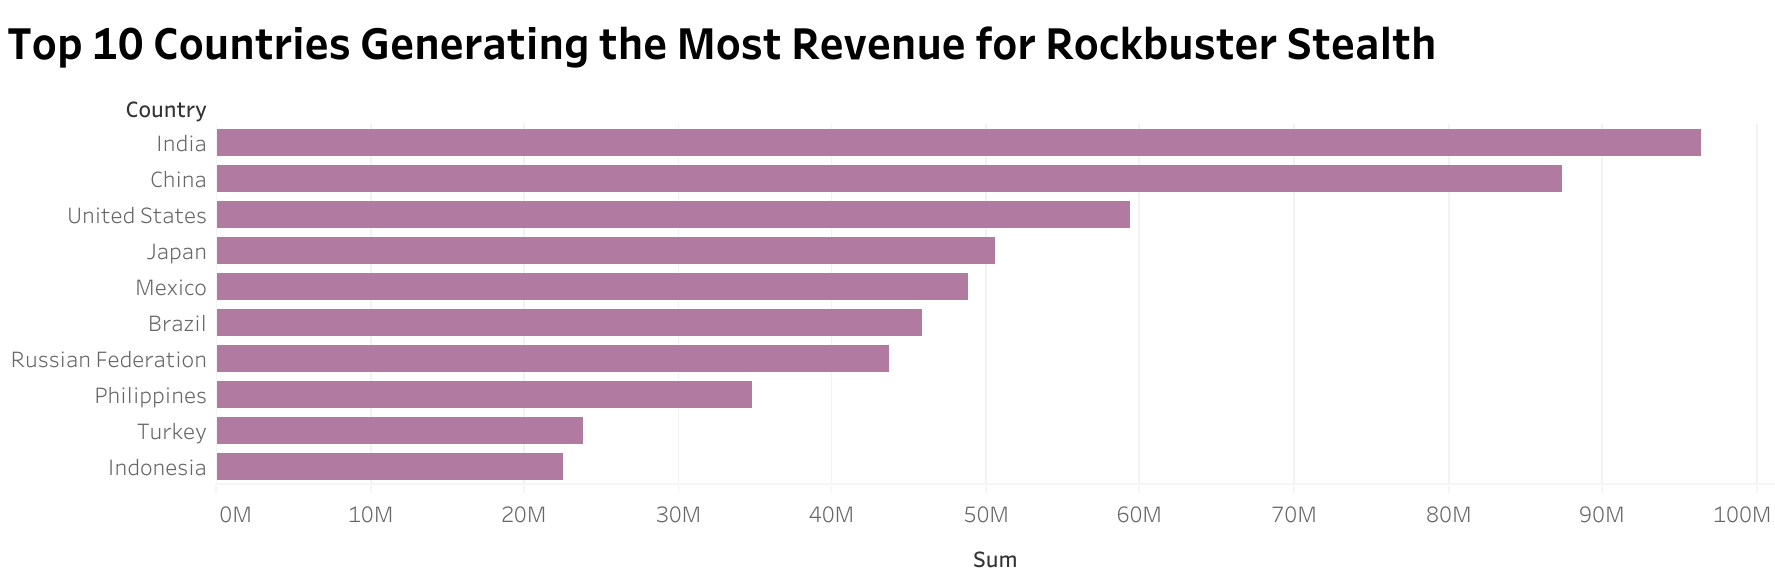 Top 10 Countries Generating the Most Revenue for Rockbuster Stealth
Country
India
China
United States
Japan
Mexico
Brazil
Russian Federation
Philippines
Turkey
Indonesia
0M 10M 20M 30M 40M 50M 60M 70M 80M 90M 100M
Sum